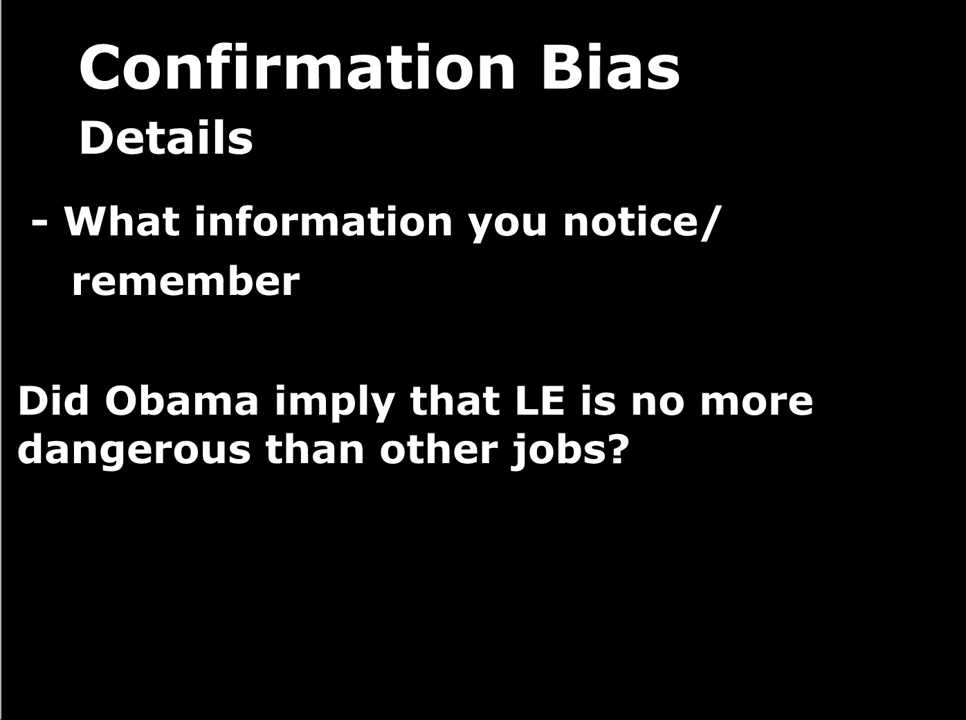 Confirmation Bias
Details
- What information you notice/
remember
Did Obama imply that LE is no more
dangerous than other jobs?